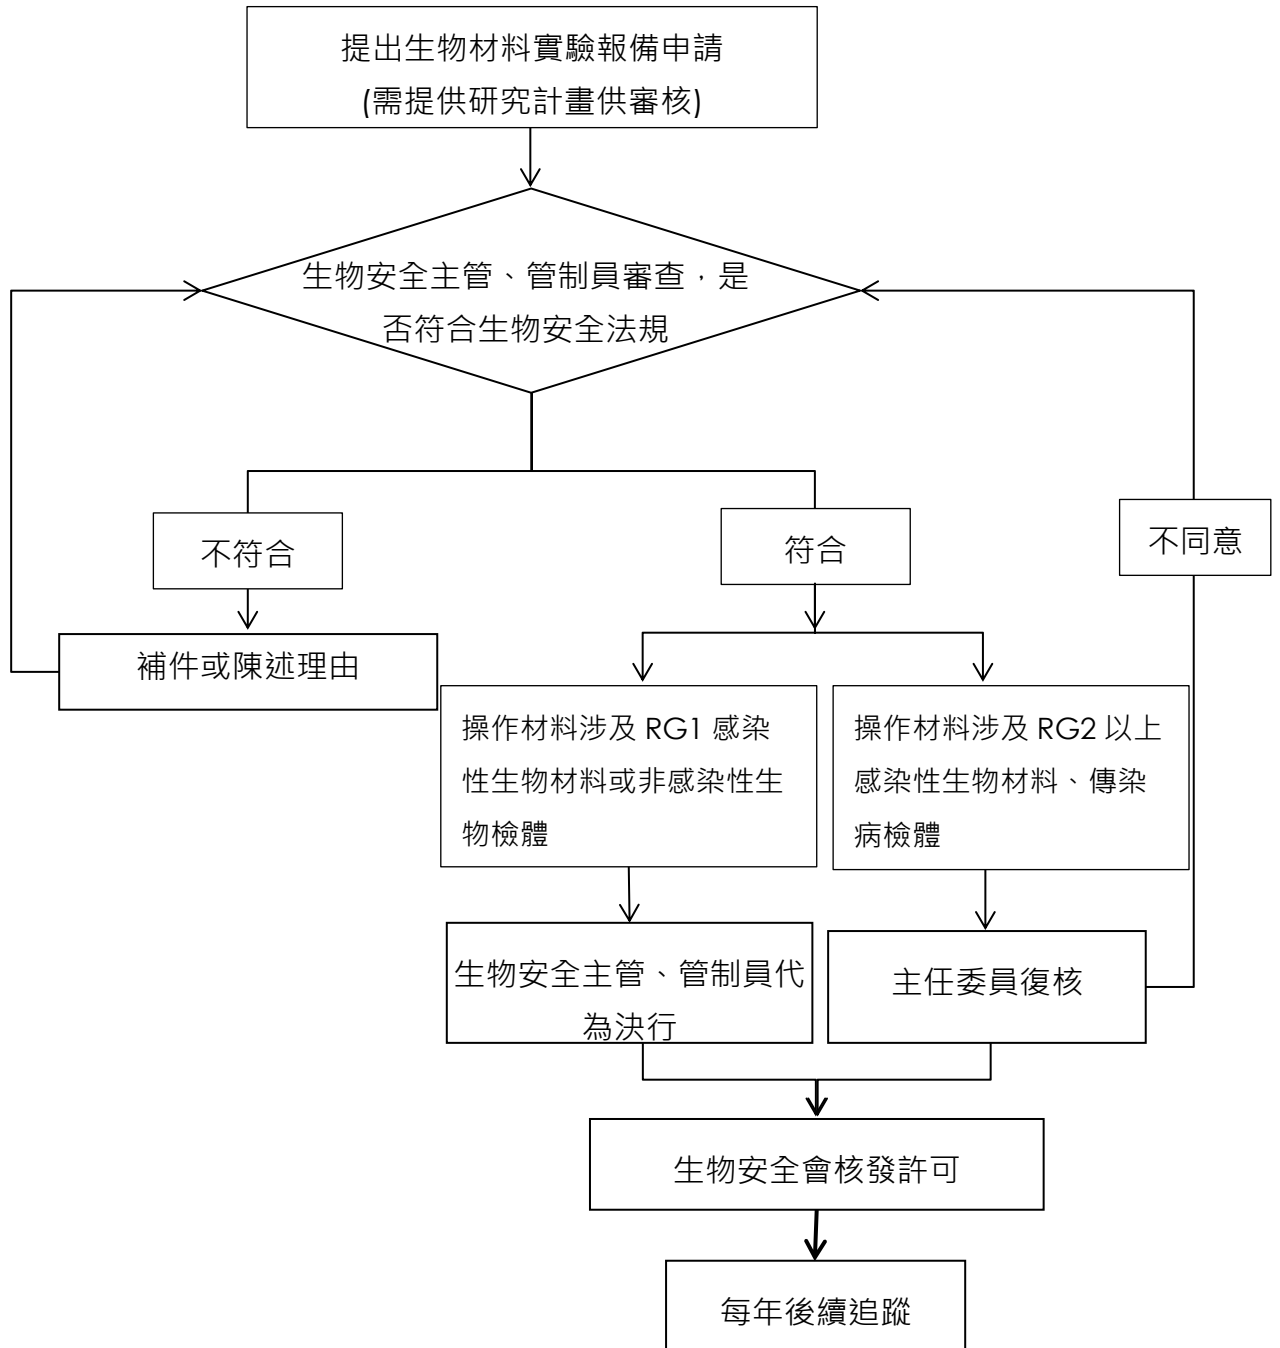 提出生物材料實驗報備申請
(需提供研究計畫供審核)
生物安全主管、管制員審查，是
否符合生物安全法規
不符合
符合
不同意
補件或陳述理由
操作材料涉及 RG1 感染
性生物材料或非感染性生
物檢體
操作材料涉及 RG2 以上
感染性生物材料、傳染
病檢體
生物安全主管、管制員代
為決行
主任委員復核
生物安全會核發許可
每年後續追蹤